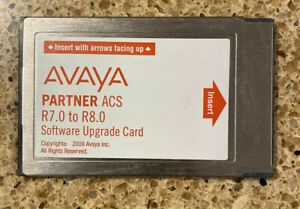 Insert with arrows facing up
AVAYA
PARTNER ACS
R7.0 to R8.0
Software Upgrade Card
Copyright© 2009 Avaya Inc.
All Rights Reserved.
Insert